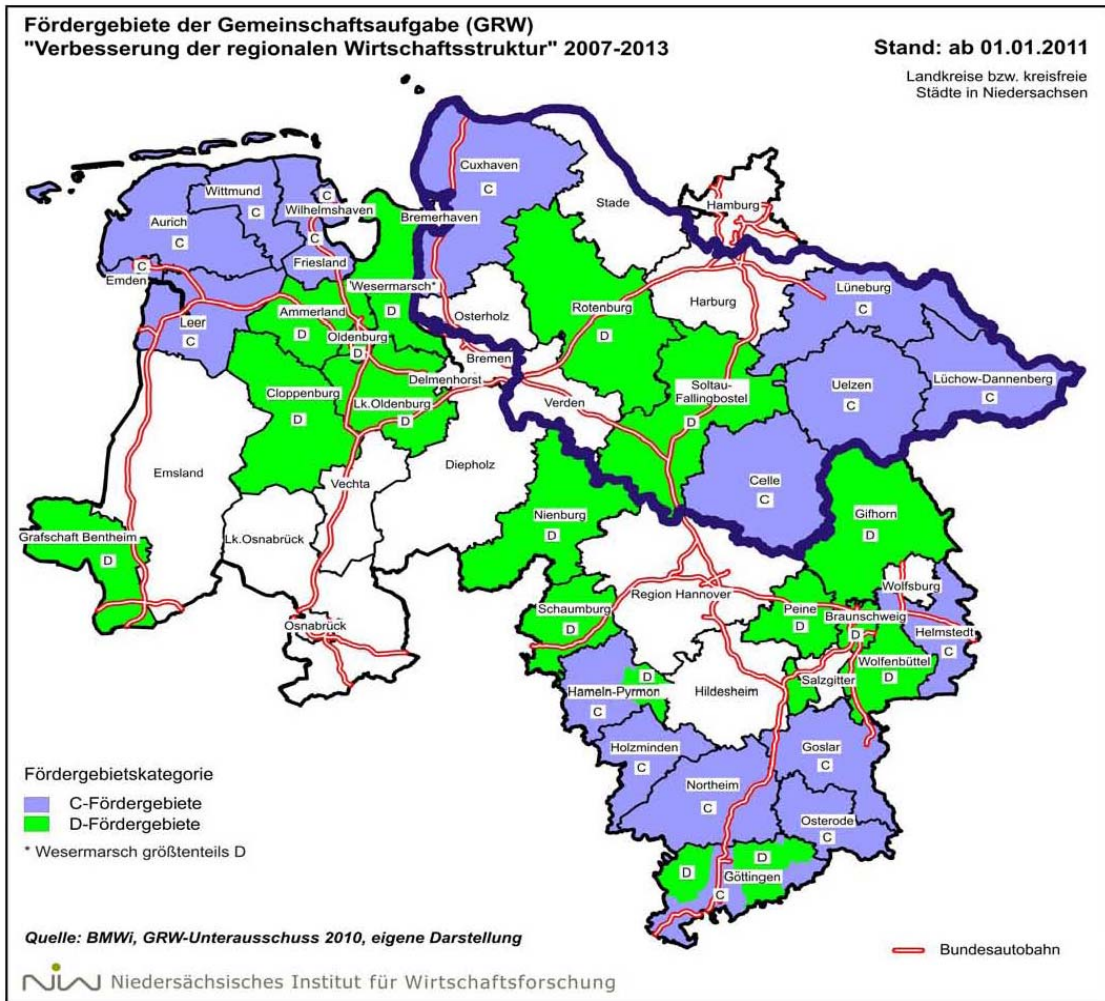 Fördergebiete der Gemeinschaftsaufgabe (GRW)
"Verbesserung der regionalen Wirtschaftsstruktur" 2007-2013
Stand: ab 01.01.2011
Landkreise bzw. kreisfreie
Städte in Niedersachsen
Cuxhaven
C
Stade
Hamburg
Wittmund
C
C
Wilhelmshaven
C
Bremerhaven
Aurich
C
Friesland
C
Emden
Lüneburg
C
'Wesermarsch*
D
Harburg
Rotenburg
D
Osterholz
Ammerland
D
Leer
C
Oldenburg
D
Bremen
Delmenhorst
Uelzen
C
Lüchow-Dannenberg
C
Soltau-
Fallingbostel
D
Cloppenburg
D
Lk.Oldenburg
D
Verden
Emsland
Diepholz
Vechta
Celle
C
Nienburg
D
Gifhorn
D
Grafschaft Bentheim
D
Lk.Osnabrück
Wolfsburg
Region Hannover
Schaumburg
D
Peine
D
Braunschweig
D
Helmstedt
C
Osnabrück
Wolfenbüttel
D
Salzgitter
D
Hameln-Pyrmon
C
Hildesheim
Holzminden
C
Goslar
C
Northeim
C
Osterode
C
D
D
Göttingen
C
Fördergebietskategorie
C-Fördergebiete
D-Fördergebiete
* Wesermarsch größtenteils D
Quelle: BMWi, GRW-Unterausschuss 2010, eigene Darstellung
Bundesautobahn
NIW Niedersächsisches Institut für Wirtschaftsforschung